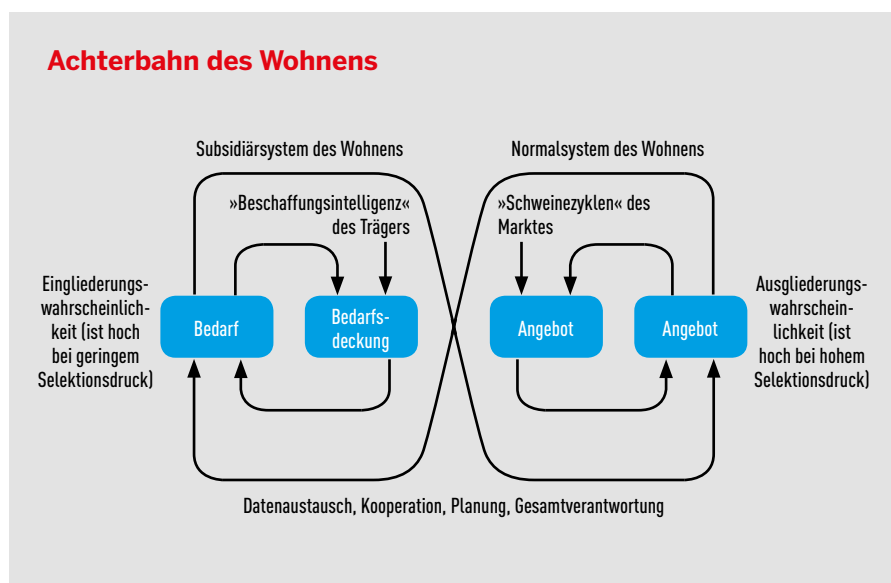 Achterbahn des Wohnens
Subsidiärsystem des Wohnens
Normalsystem des Wohnens
»Beschaffungsintelligenz«
des Trägers
»Schweinezyklen« des
Marktes
Eingliederungs-
wahrscheinlich-
keit (ist hoch
bei geringem
Selektionsdruck)
Bedarf
Bedarfs-
deckung
Angebot
Angebot
Ausgliederungs-
wahrschein-
lichkeit (ist
hoch bei hohem
Selektionsdruck)
Datenaustausch, Kooperation, Planung, Gesamtverantwortung